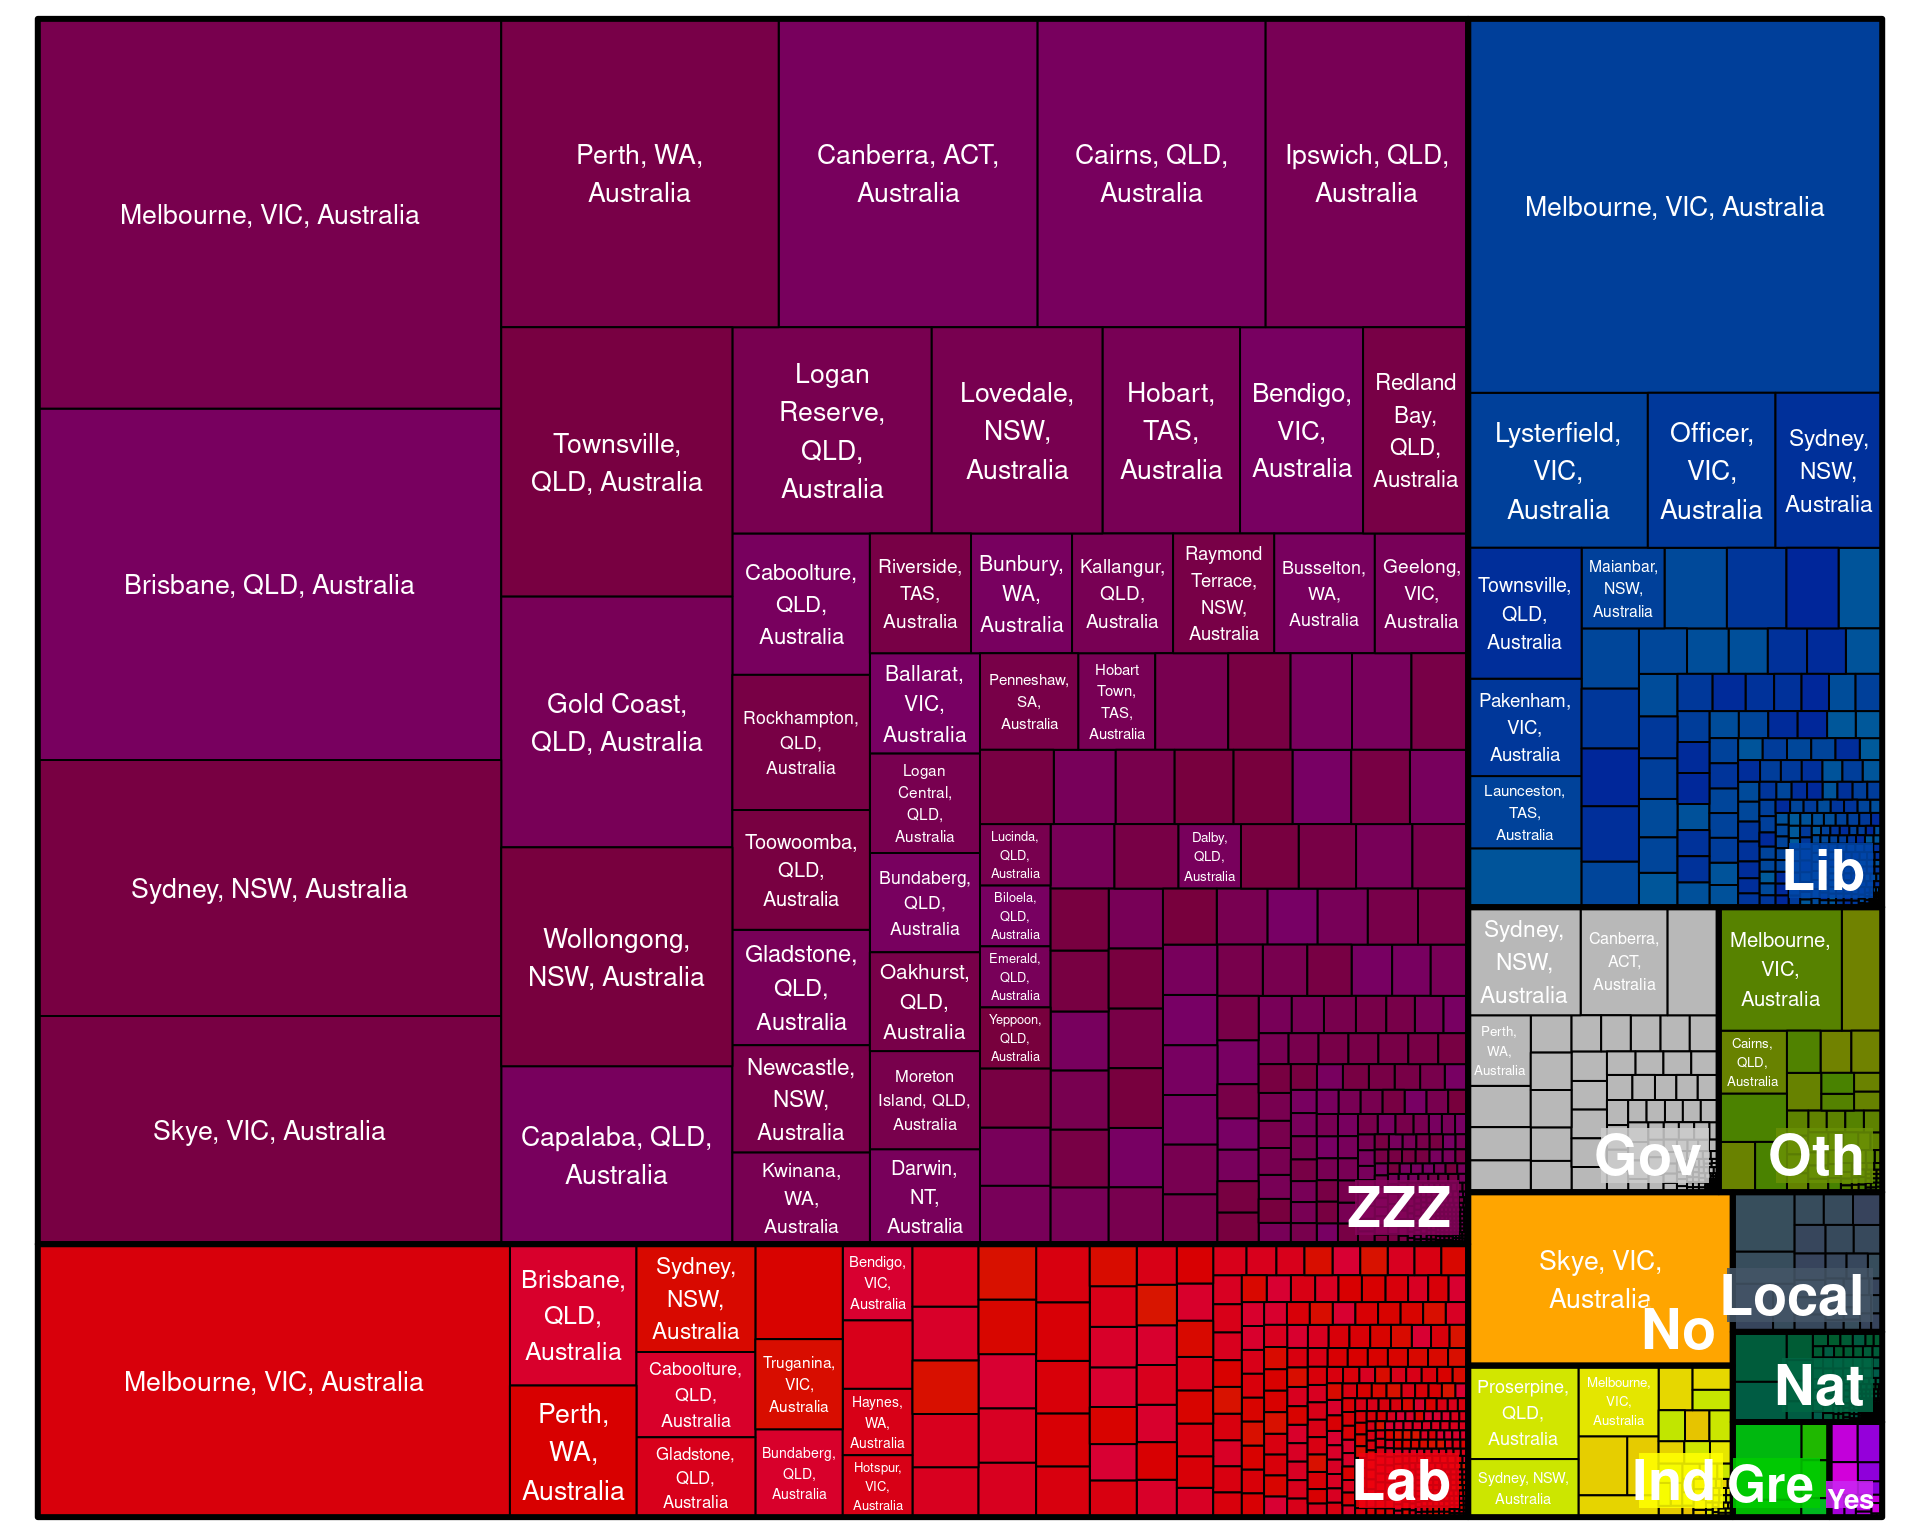 Melbourne, VIC, Australia
Brisbane, QLD, Australia
Sydney, NSW, Australia
Skye, VIC, Australia
Perth, WA,
Australia
Canberra, ACT,
Australia
Cairns, QLD,
Australia
Ipswich, QLD,
Australia
Townsville,
QLD, Australia
Gold Coast,
QLD, Australia
Wollongong,
NSW, Australia
Capalaba, QLD,
Australia
Logan
Reserve,
QLD,
Australia
Lovedale,
NSW,
Australia
Hobart,
TAS,
Australia
Bendigo,
VIC,
Australia
Redland
Bay,
QLD,
Australia
Caboolture,
QLD,
Australia
Rockhampton,
QLD,
Australia
Toowoomba,
QLD,
Australia
Gladstone,
QLD,
Australia
Newcastle,
NSW,
Australia
Kwinana,
WA,
Australia
Riverside,
TAS,
Australia
Bunbury,
WA,
Australia
Kallangur,
QLD,
Australia
Raymond
Terrace,
NSW,
Australia
Busselton,
WA,
Australia
Geelong,
VIC,
Australia
Ballarat,
VIC,
Australia
Logan
Central,
QLD,
Australia
Bundaberg,
QLD,
Australia
Oakhurst,
QLD,
Australia
Moreton
Island, QLD,
Australia
Darwin,
NT,
Australia
Penneshaw,
SA,
Australia
Hobart
Town,
TAS,
Australia
Lucinda,
QLD,
Australia
Biloela,
QLD,
Australia
Emerald,
QLD,
Australia
Yeppoon,
QLD,
Australia
Dalby,
QLD,
Australia
ZZZ
Melbourne, VIC, Australia
Brisbane,
QLD,
Australia
Perth,
WA,
Australia
Sydney,
NSW,
Australia
Caboolture,
QLD,
Australia
Gladstone,
QLD,
Australia
Truganina,
VIC,
Australia
Bundaberg,
QLD,
Australia
Bendigo,
VIC,
Australia
Haynes,
WA,
Australia
Hotspur,
VIC,
Australia
Lab
Melbourne, VIC, Australia
Lysterfield,
VIC,
Australia
Officer,
VIC,
Australia
Sydney,
NSW,
Australia
Townsville,
QLD,
Australia
Pakenham,
VIC,
Australia
Launceston,
TAS,
Australia
Maianbar,
NSW,
Australia
Lib
Sydney,
NSW,
Australia
Canberra,
ACT,
Australia
Perth,
WA,
Australia
Gov
Melbourne,
VIC,
Australia
Cairns,
QLD,
Australia
Oth
Skye, VIC,
Australia
No
Local
Nat
Proserpine,
QLD,
Australia
Sydney, NSW,
Australia
Melbourne,
VIC,
Australia
Ind
Gre
Yes